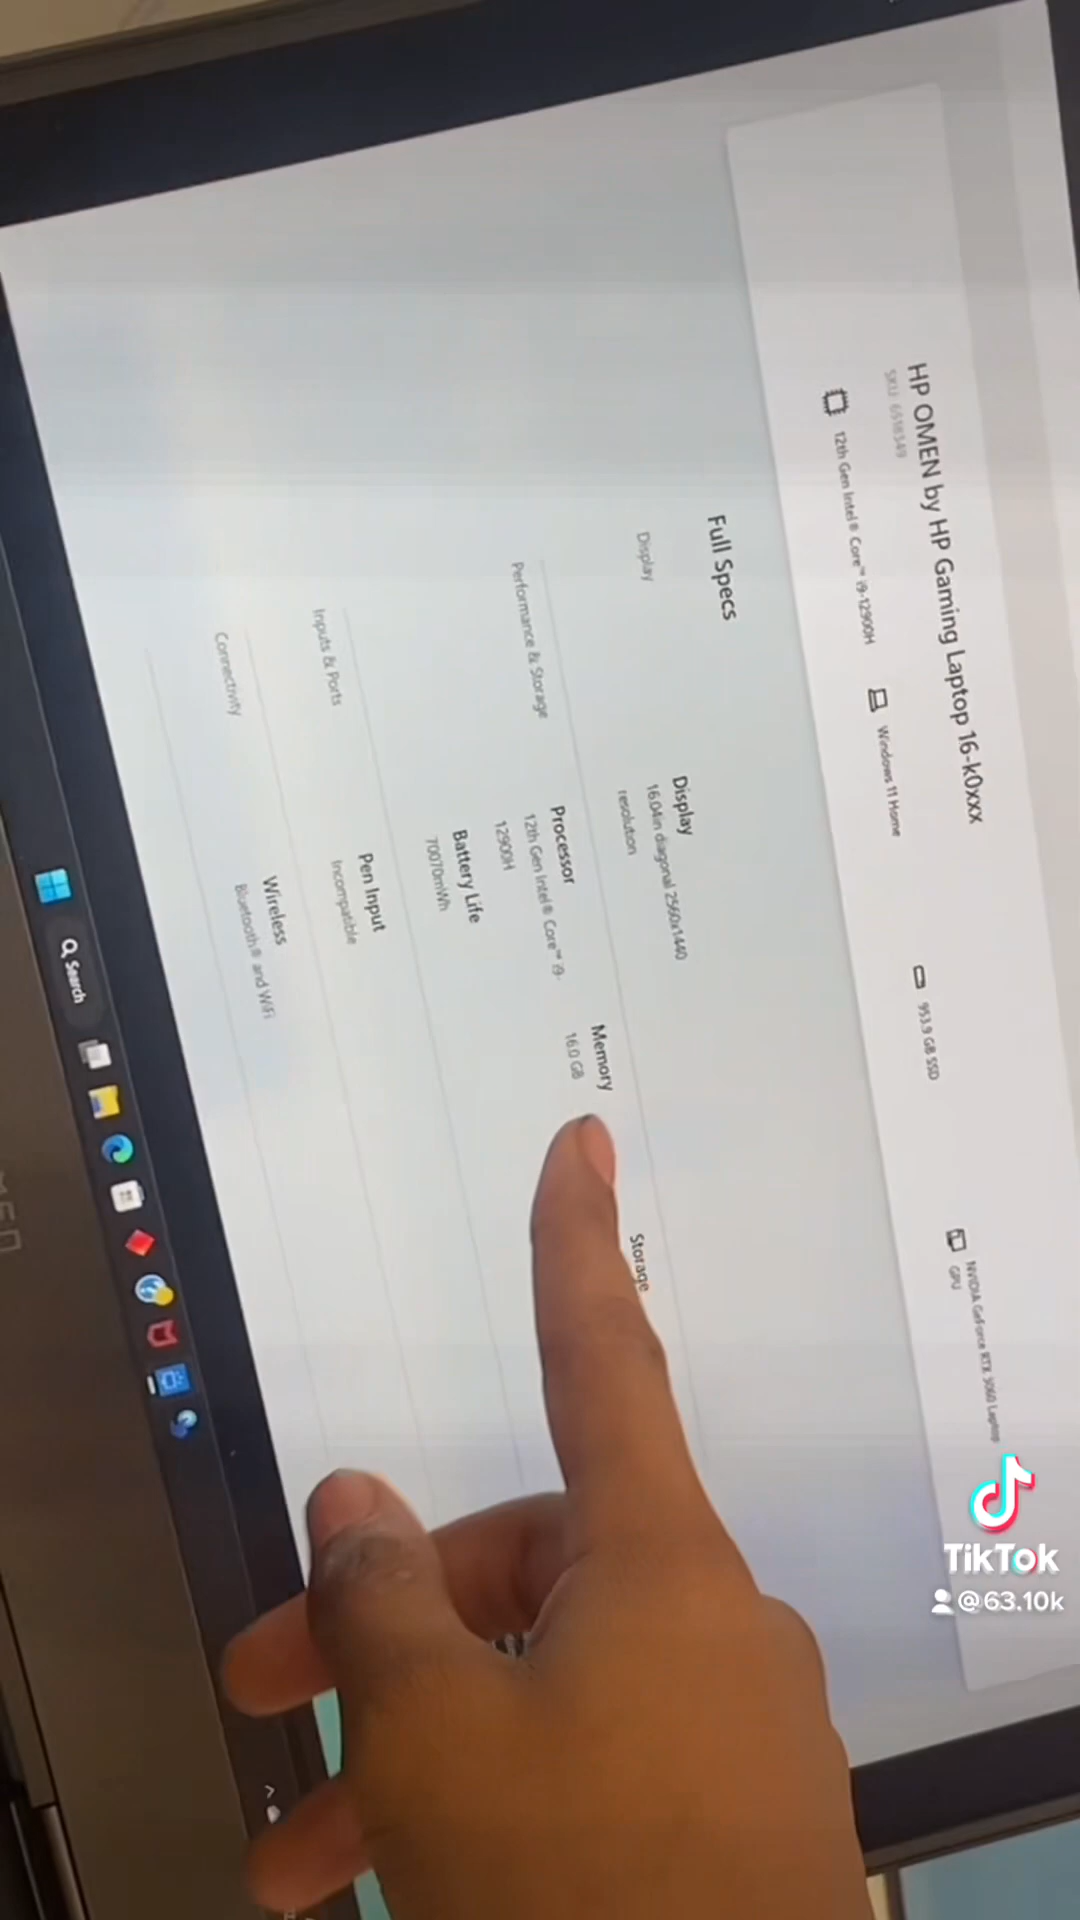 HP OMEN by HP Gaming Laptop 16-k0xxx
SKU: 6518549
12th Gen Intel® Core™ i9-12900H
Windows 11 Home
953.9 GB SSD
NVIDIA GeForce RTX 3060 Laptop
GPU
Full Specs
Display
Display
16.04in diagonal 2560x1440
resolution
Performance & Storage
Processor
12th Gen Intel® Core™ i9-
12900H
Memory
16.0 GB
Storage
Battery Life
70070mWh
Inputs & Ports
Pen Input
Incompatible
Connectivity
Wireless
Bluetooth® and WiFi
Search
TikTok
@63.10k